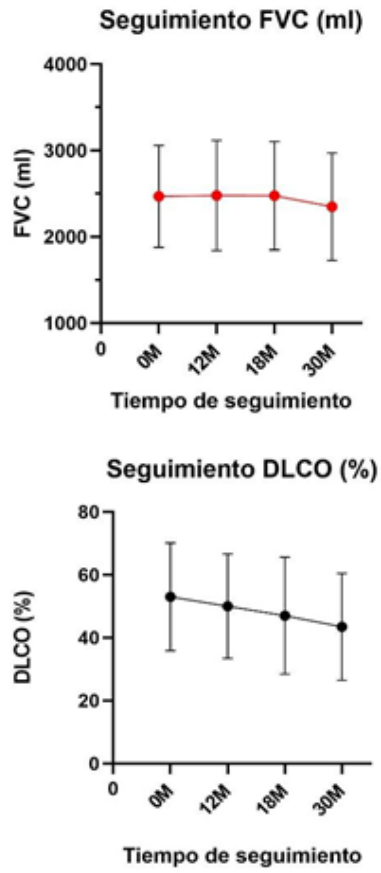 Seguimiento FVC (ml)
4000
3000
2000
1000
FVC (ml)
0
0M
12M
18M
30M
Tiempo de seguimiento
Seguimiento DLCO (%)
80
60
40
20
0
DLCO (%)
0
0M
12M
18M
30M
Tiempo de seguimiento